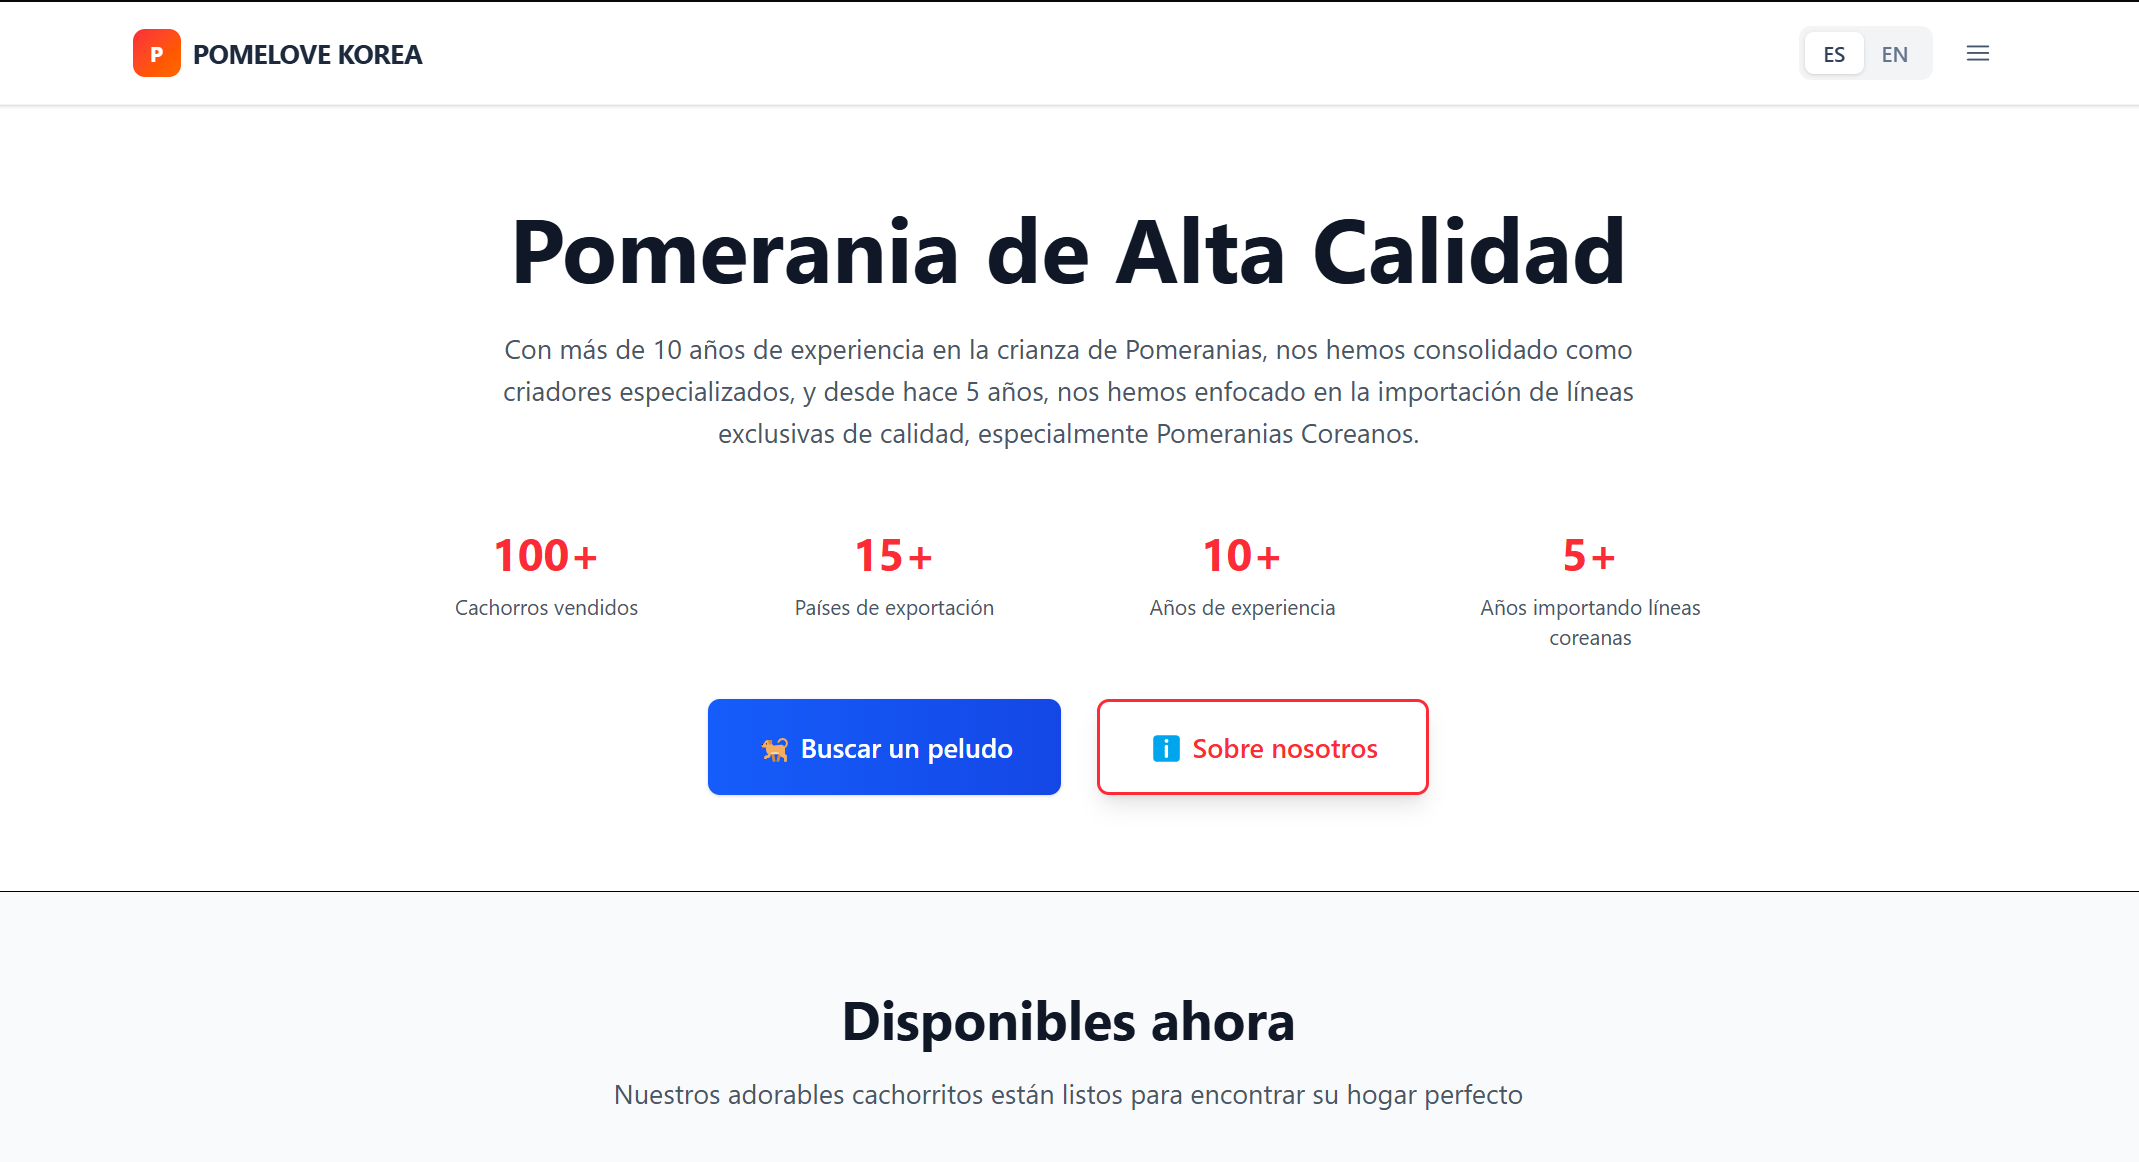 P
POMELOVE KOREA
ES
EN
Pomerania de Alta Calidad
Con más de 10 años de experiencia en la crianza de Pomeranias, nos hemos consolidado como
criadores especializados, y desde hace 5 años, nos hemos enfocado en la importación de líneas
exclusivas de calidad, especialmente Pomeranias Coreanos.
100+
Cachorros vendidos
15+
Países de exportación
10+
Años de experiencia
5+
Años importando líneas
coreanas
Buscar un peludo
Sobre nosotros
Disponibles ahora
Nuestros adorables cachorritos están listos para encontrar su hogar perfecto